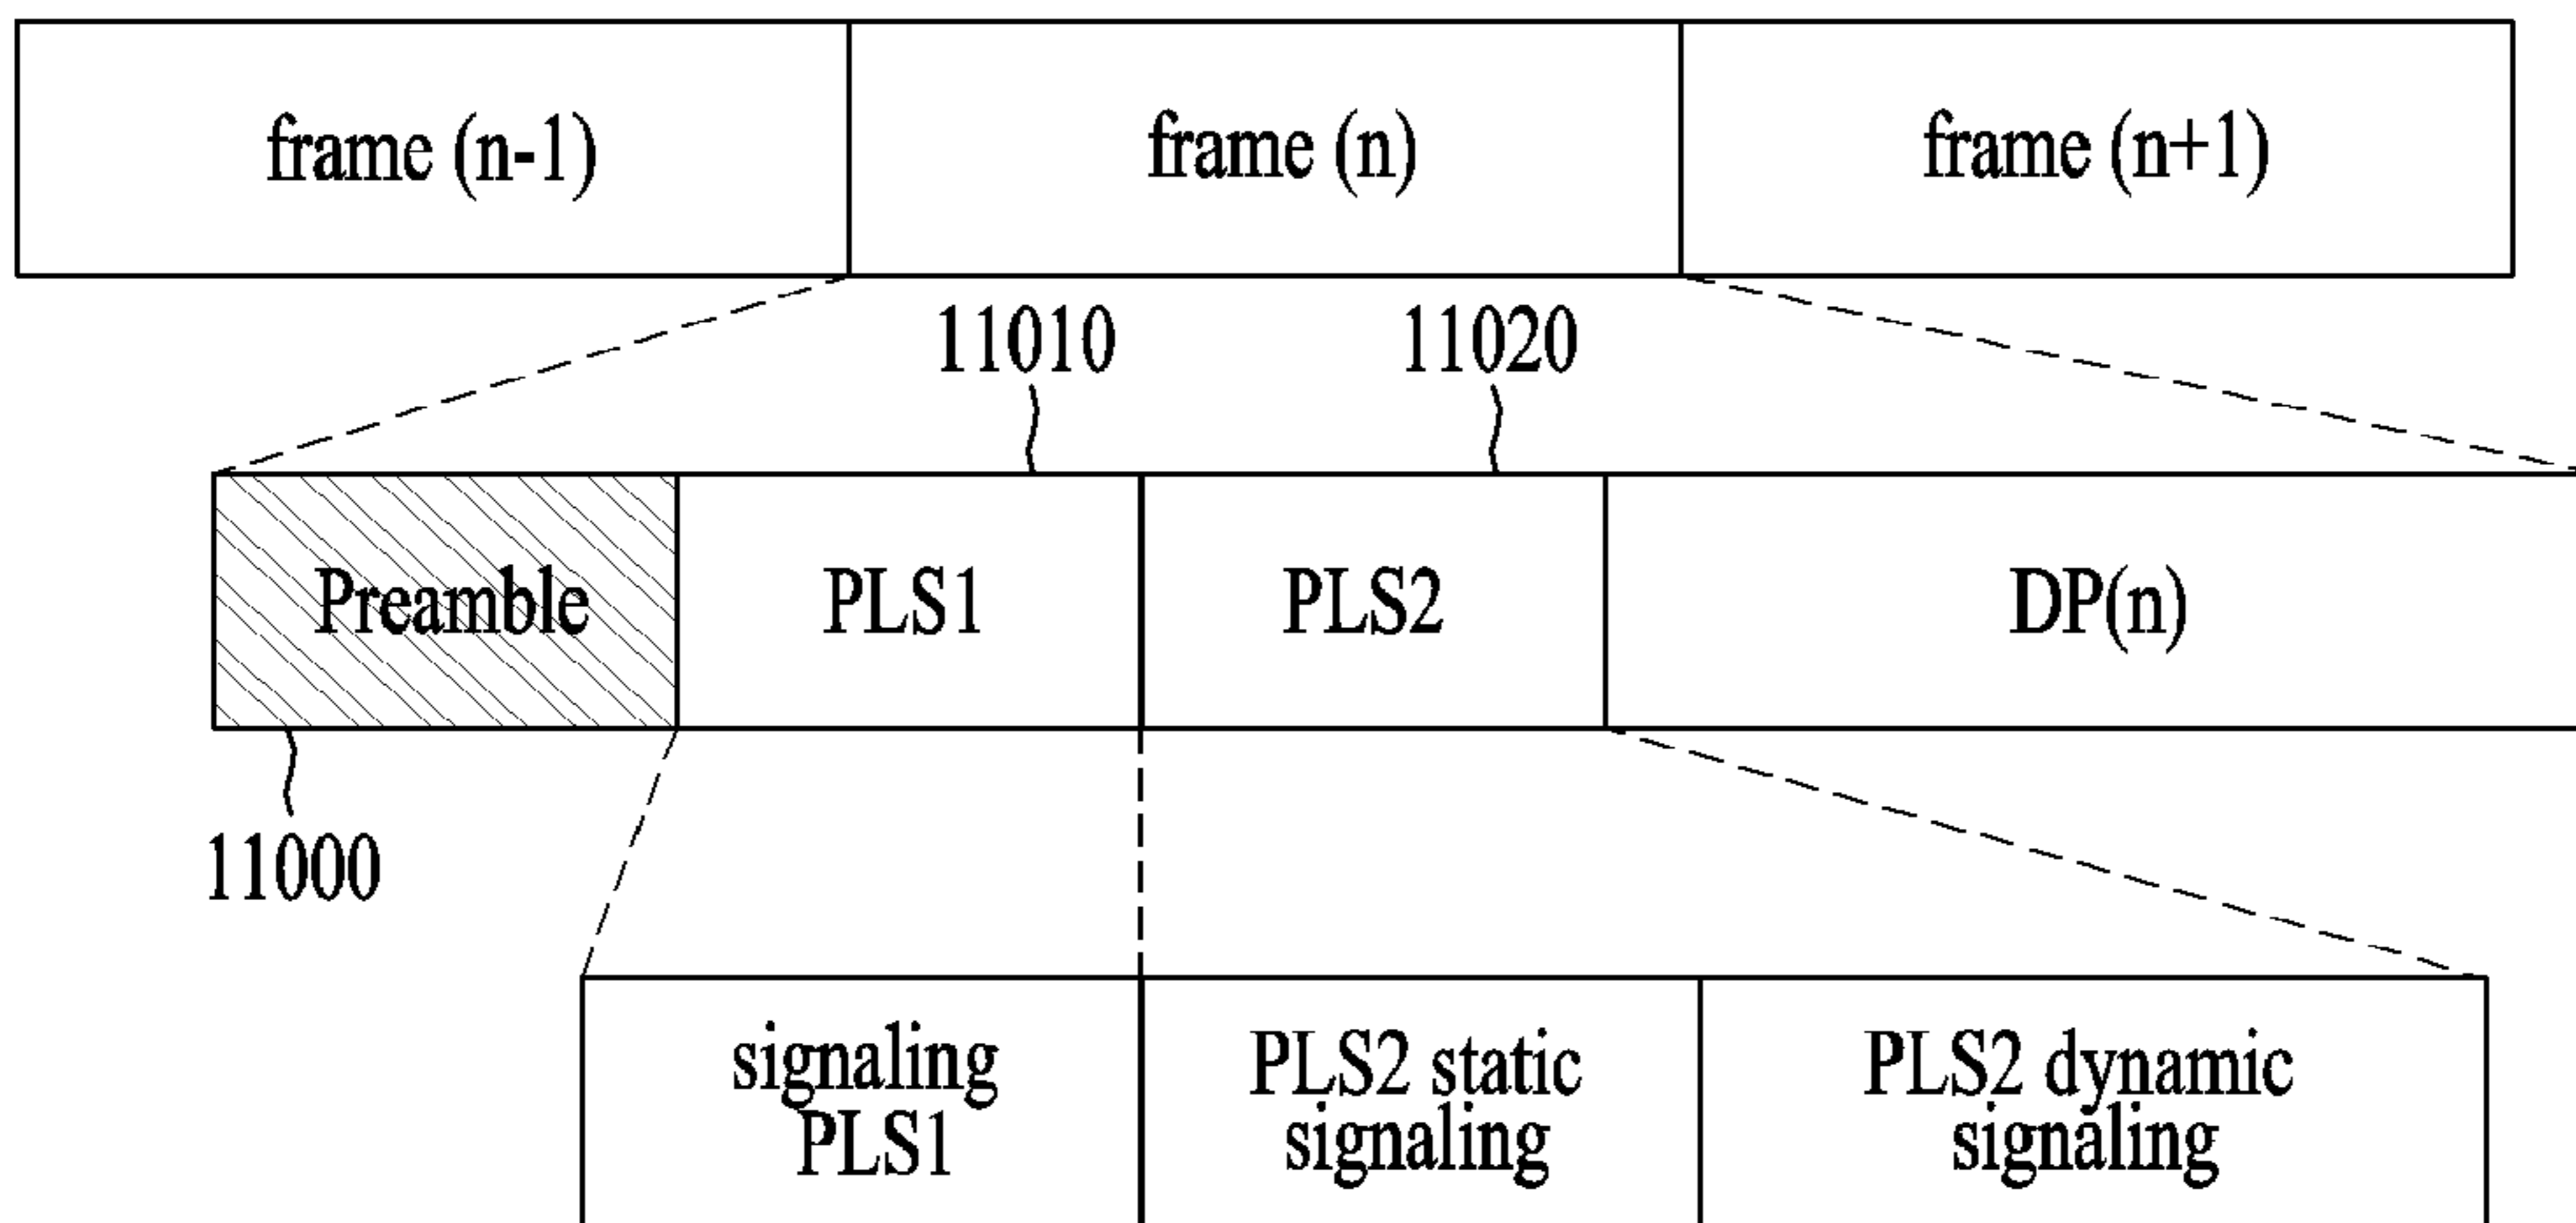 frame (n-1)
frame (n)
frame (n+1)
11010
11020
Preamble
PLS1
PLS2
DP(n)
11000
signaling
PLS1
PLS2 static
signaling
PLS2 dynamic
signaling